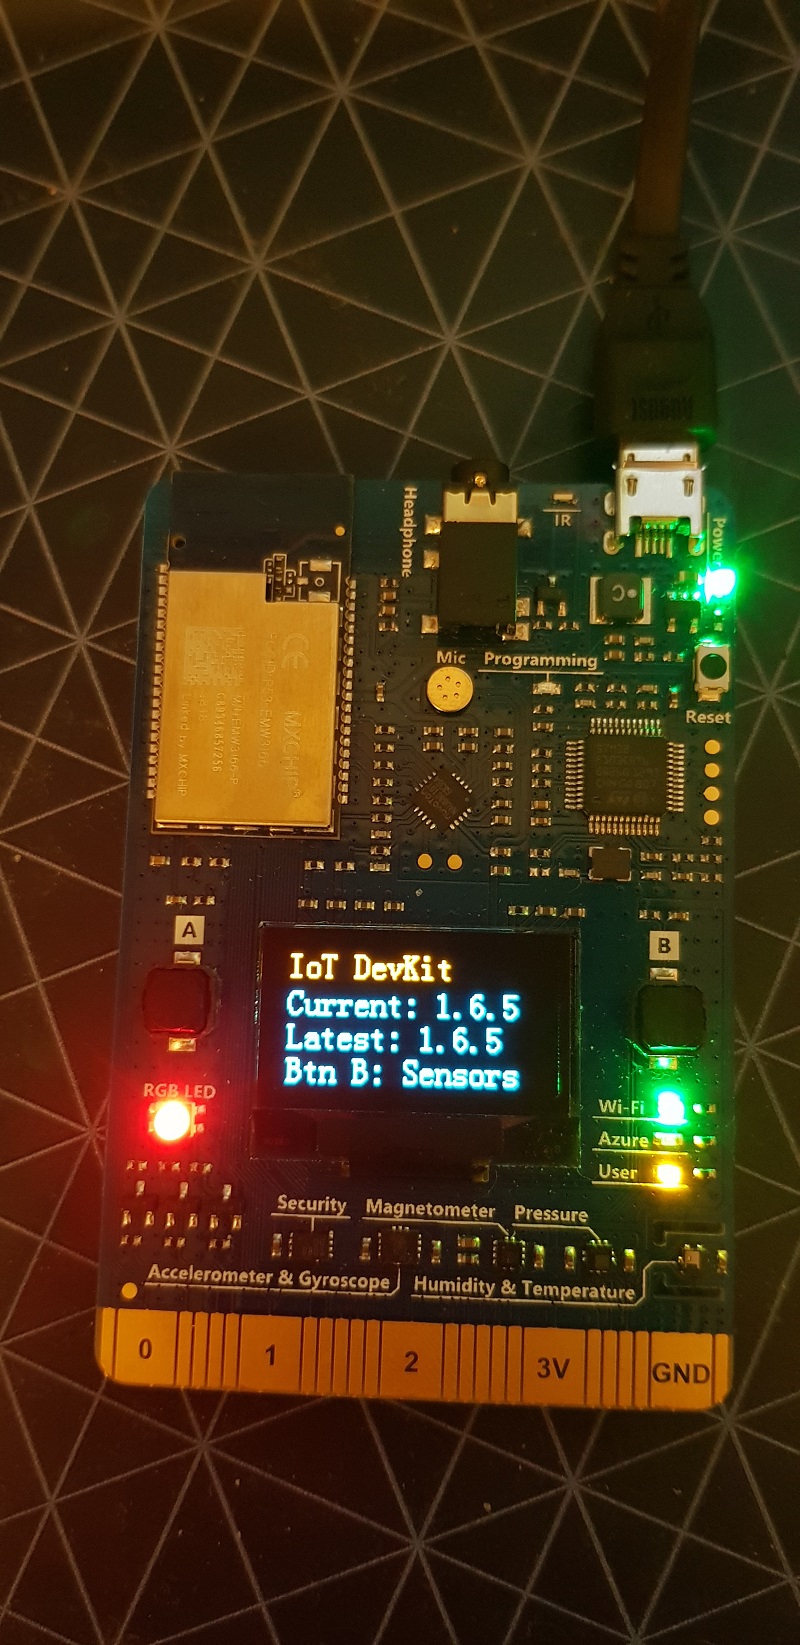 Headphone
IR
Power
Mic
Programming
Reset
MXCHIP
A
B
IoT DevKit
Current: 1.6.5
Latest: 1.6.5
Btn B: Sensors
RGB LED
Wi-Fi
Azure
User
Security
Magnetometer
Pressure
Accelerometer & Gyroscope
Humidity & Temperature
0
1
2
3V
GND